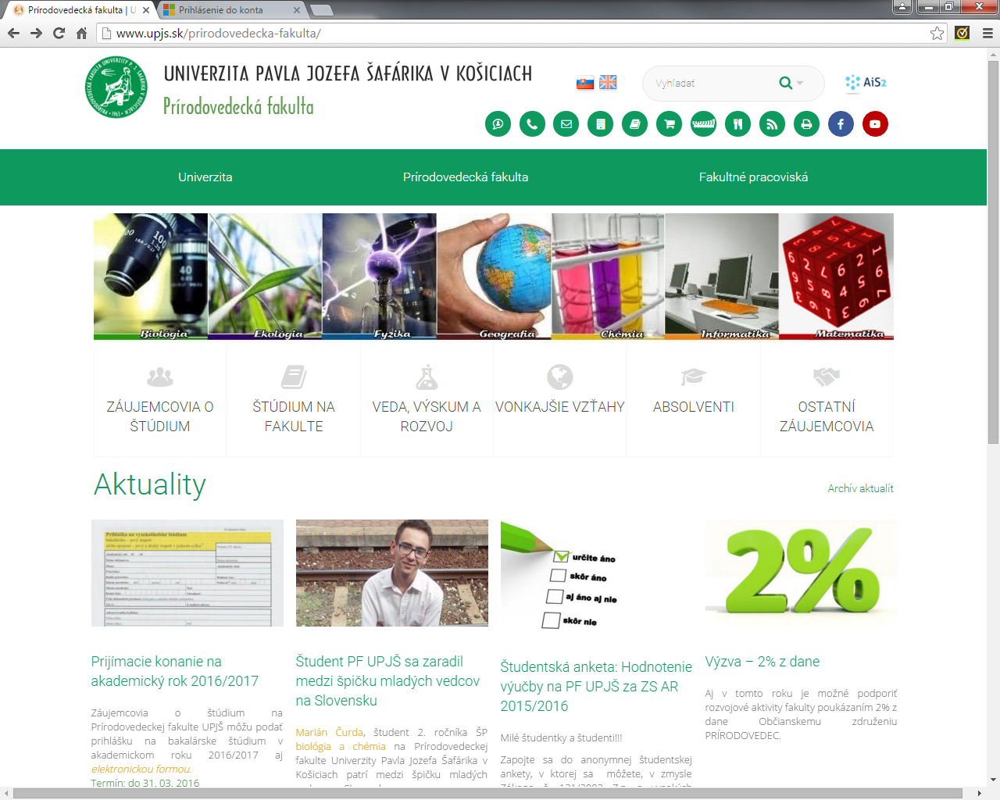 Prírodovedecká fakulta | U
Prihlásenie do konta
www.upjs.sk/prirodovedecka-fakulta/
UNIVERZITA PAVLA JOZEFA ŠAFÁRIKA V KOŠICIACH
Prírodovedecká fakulta
Vyhľadať
AiS2
Univerzita
Prírodovedecká fakulta
Fakultné pracoviská
Biológia
Ekológia
Fyzika
Geografia
Chémia
Informatika
Matematika
ZÁUJEMCOVIA O
ŠTÚDIUM
ŠTÚDIUM NA
FAKULTE
VEDA, VÝSKUM A
ROZVOJ
VONKAJŠIE VZŤAHY
ABSOLVENTI
OSTATNÍ
ZÁUJEMCOVIA
Aktuality
Archív aktualít
Prihláška na vysokoškolské štúdium
určite áno
skôr áno
aj áno aj nie
skôr nie
2%
Prijímacie konanie na
akademický rok 2016/2017
Záujemcovia o štúdium na
Prírodovedeckej fakulte UPJŠ môžu podať
prihlášku na bakalárske štúdium v
akademickom roku 2016/2017 aj
elektronickou formou.
Termín: do 31. 03. 2016
Študent PF UPJŠ sa zaradil
medzi špičku mladých vedcov
na Slovensku
Marián Čurda, študent 2. ročníka ŠP
biológia a chémia na Prírodovedeckej
fakulte Univerzity Pavla Jozefa Šafárika v
Košiciach patrí medzi špičku mladých
Študentská anketa: Hodnotenie
výučby na PF UPJŠ za ZS AR
2015/2016
Milé študentky a študenti!!!
Zapojte sa do anonymnej študentskej
ankety, v ktorej sa môžete, v zmysle
Výzva – 2% z dane
Aj v tomto roku je možné podporiť
rozvojové aktivity fakulty poukázaním 2% z
dane Občianskemu združeniu
PRÍRODOVEDEC.